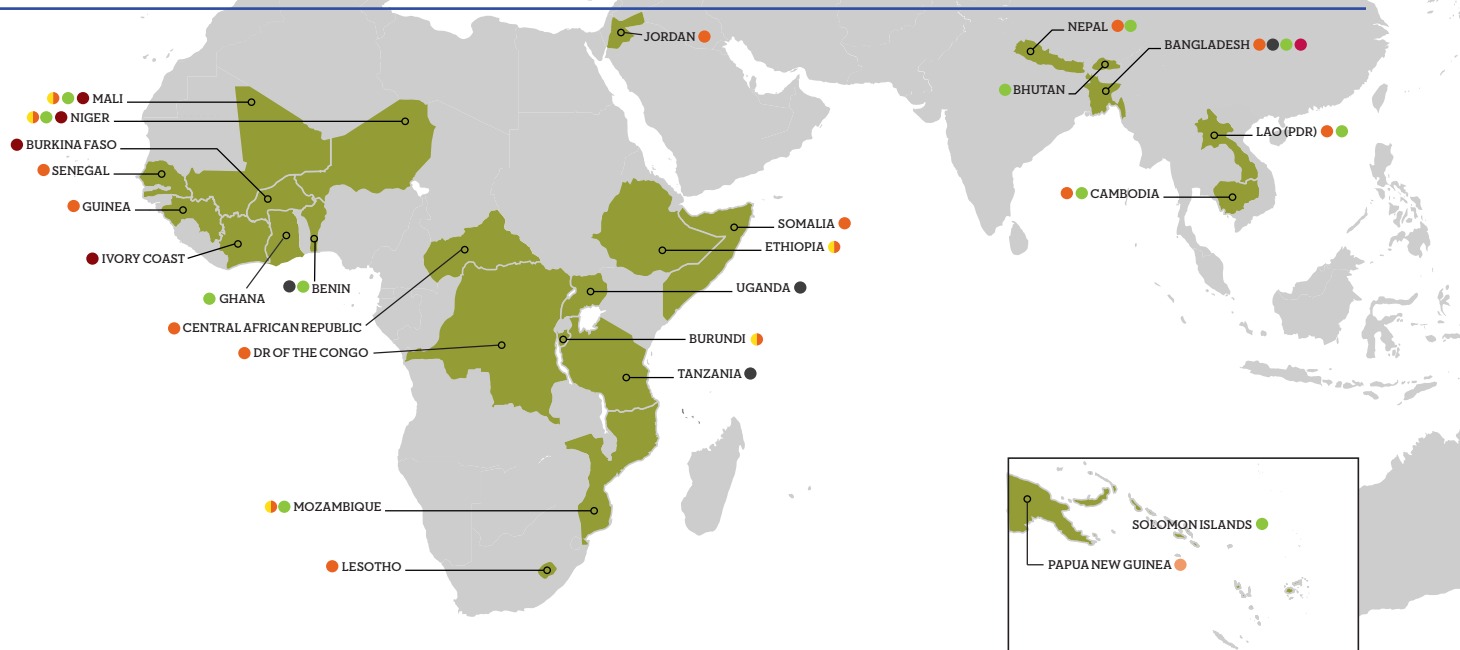 NEPAL
JORDAN
BANGLADESH
BHUTAN
MALI
NIGER
LAO (PDR)
BURKINA FASO
SENEGAL
CAMBODIA
GUINEA
SOMALIA
ETHIOPIA
IVORY COAST
UGANDA
BENIN
GHANA
CENTRAL AFRICAN REPUBLIC
BURUNDI
DR OF THE CONGO
TANZANIA
MOZAMBIQUE
SOLOMON ISLANDS
PAPUA NEW GUINEA
LESOTHO